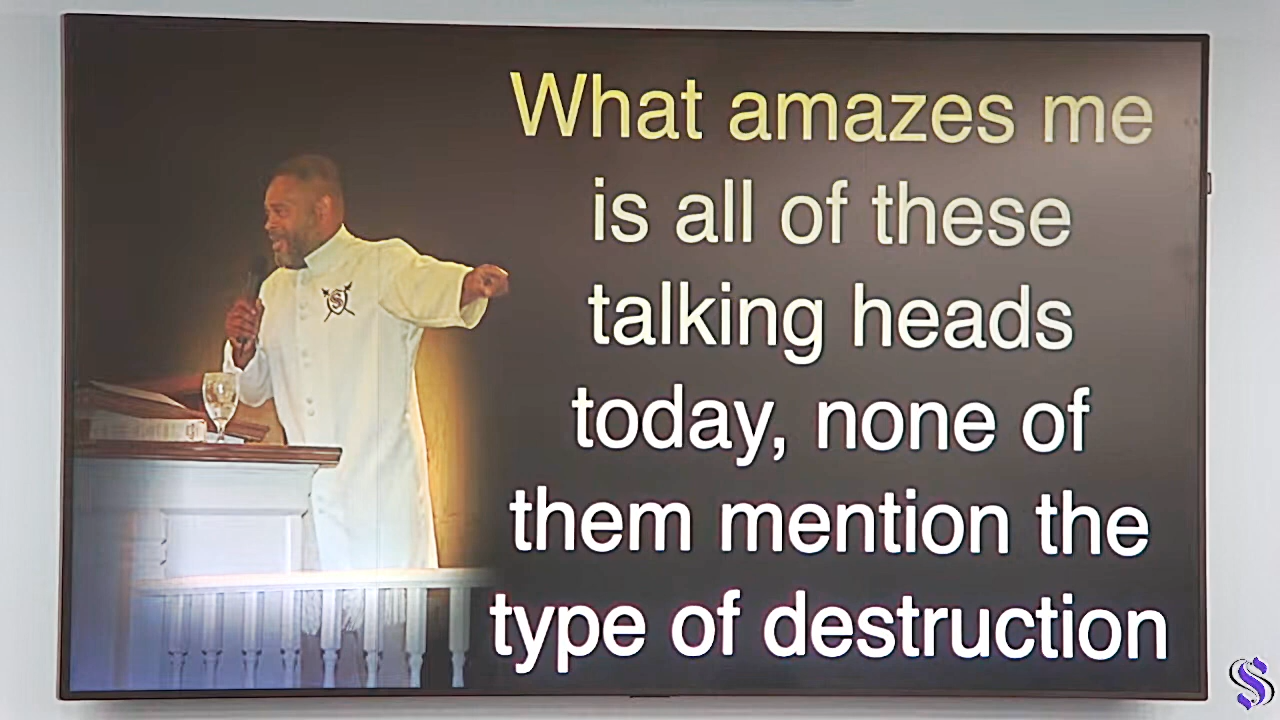 What amazes me
is all of these
talking heads
today, none of
them mention the
type of destruction
S
S